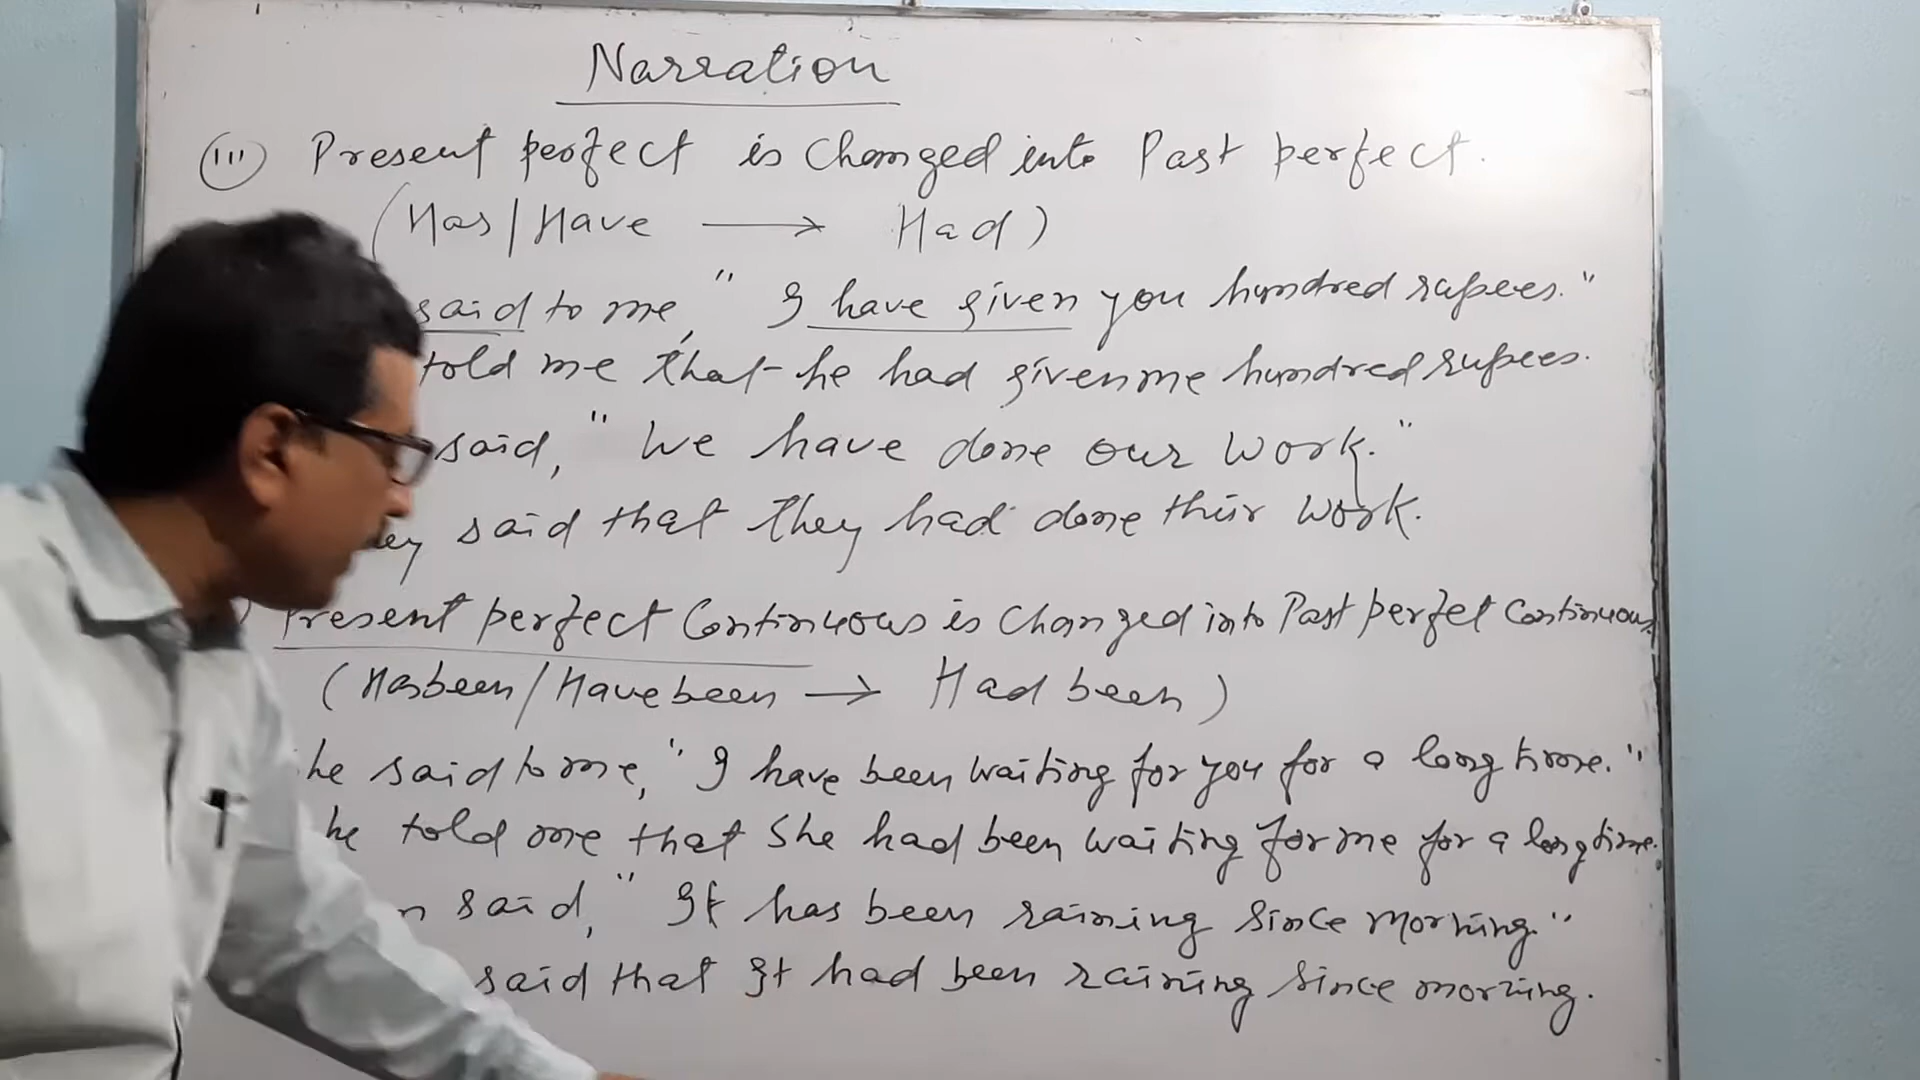 Narration
(iii) Present perfect is changed into Past perfect.
(Has/Have → Had)
said to me, "I have given you hundred rupees."
told me that he had given me hundred rupees.
said, "We have done our work."
said that they had done their work.
Present perfect Continuous is changed into Past perfet Continuous.
(Has been/Have been → Had been)
he said to me, "I have been waiting for you for a long time."
he told me that She had been waiting for me for a long time.
said, "It has been raining since morning."
said that It had been raining since morning.